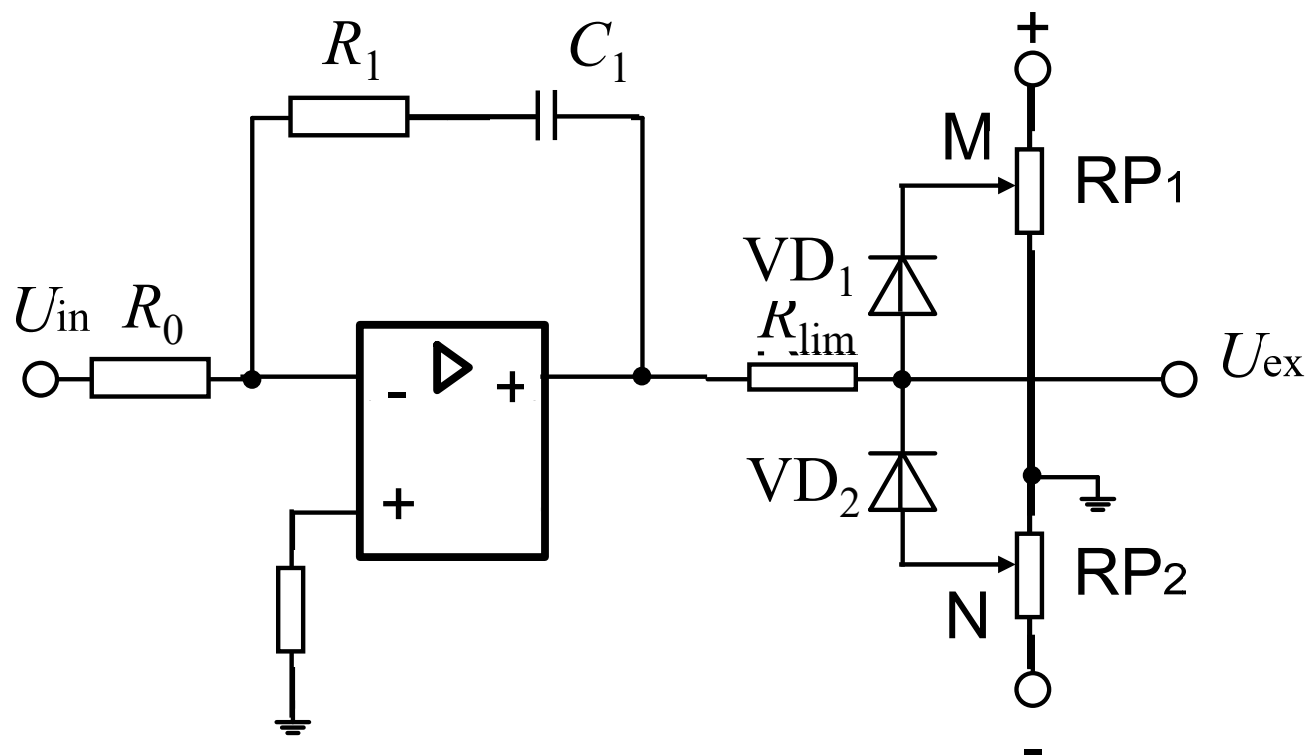 +
R₁ C₁
M
RP₁
VD₁
Uin R₀
Rlim
Uex
- +
+
VD₂
RP₂
N
-